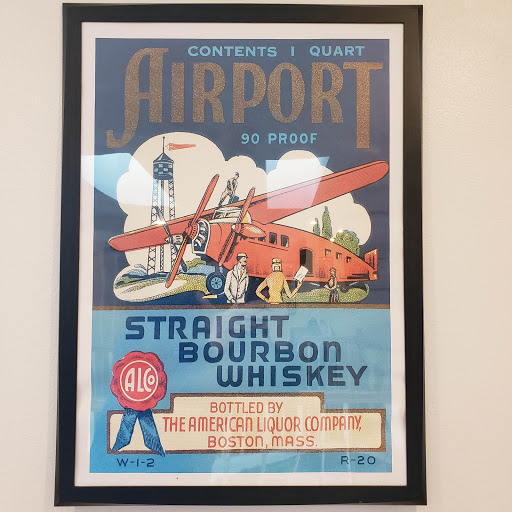 CONTENTS 1 QUART
AIRPORT
90 PROOF
STRAIGHT
BOURBON
WHISKEY
ALCO
BOTTLED BY
THE AMERICAN LIQUOR COMPANY,
BOSTON, MASS.
W-1-2 R-20